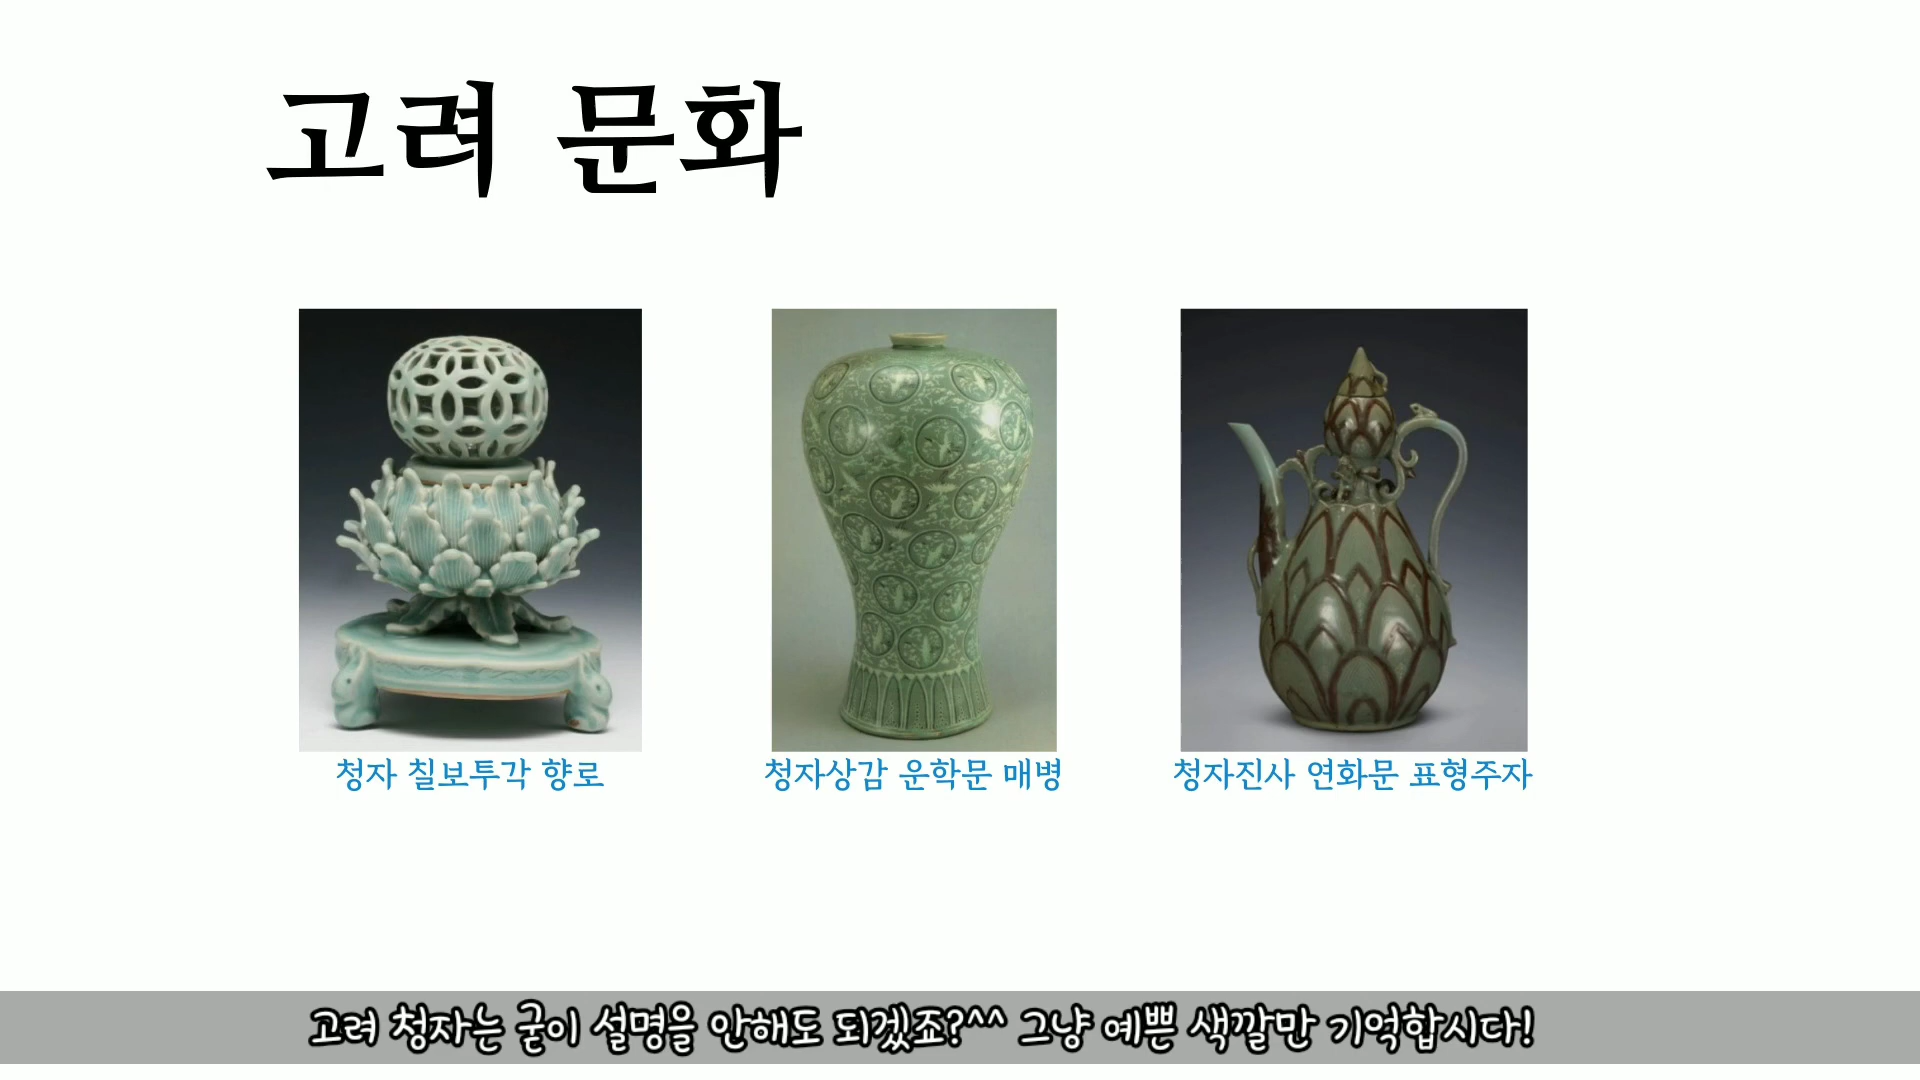 고려 문화
청자 칠보투각 향로
청자상감 운학문 매병
청자진사 연화문 표형주자
고려 청자는 굳이 설명을 안해도 되겠죠?^^ 그냥 예쁜 색깔만 기억합시다!